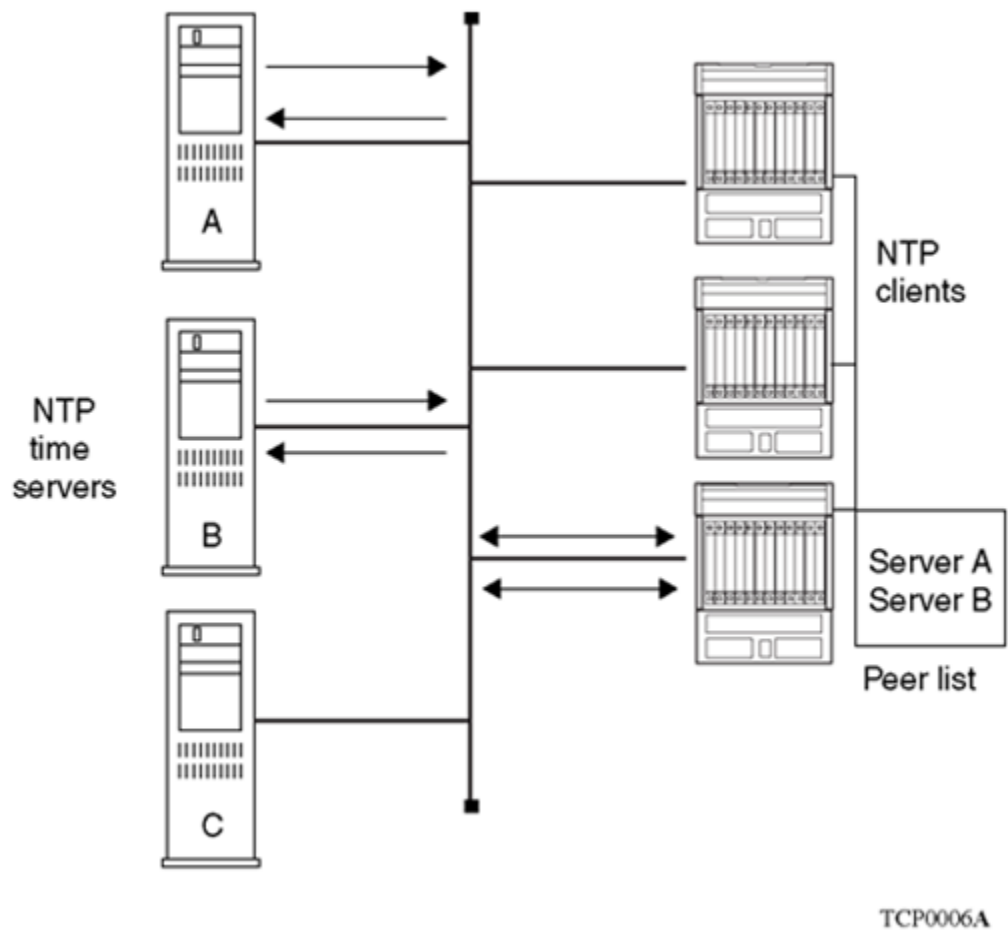 A
NTP
clients
NTP
time
servers
B
Server A
Server B
Peer list
C
TCP0006A